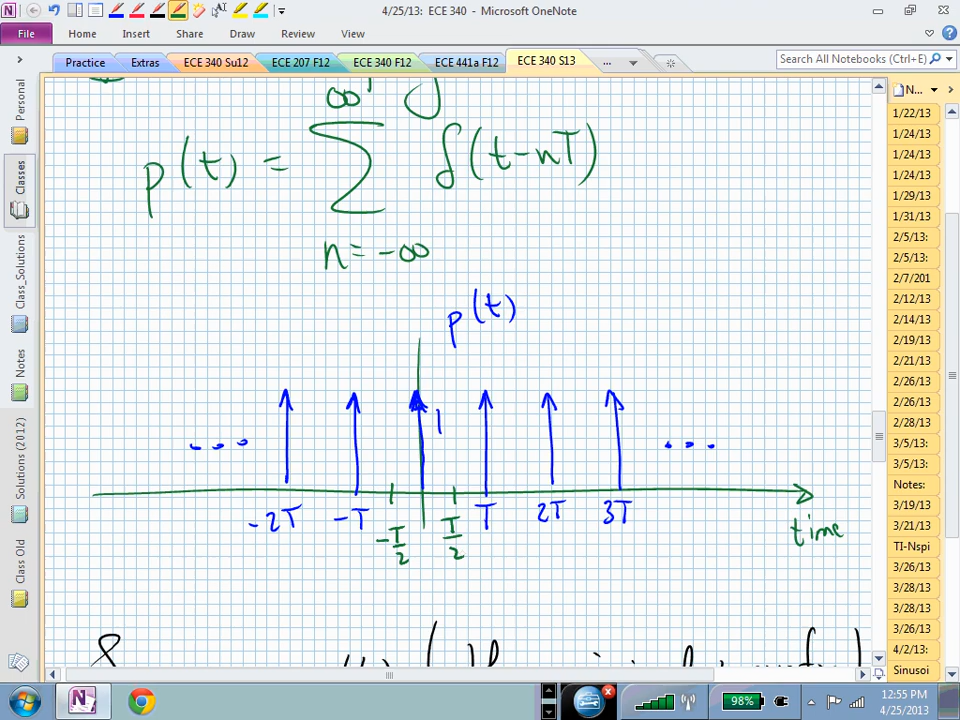 4/25/13: ECE 340 - Microsoft OneNote
File Home Insert Share Draw Review View
Practice Extras ECE 340 Su12 ECE 207 F12 ECE 340 F12 ECE 441a F12 ECE 340 S13 ...
Search All Notebooks (Ctrl+E)
Personal
Classes
Class_Solutions
Notes
Solutions (2012)
Class Old
∞
p(t) = Σ δ(t-nT)
n = -∞
p(t)
1
... ...
-2T -T -T/2 T/2 T 2T 3T
time
N...
1/22/13
1/24/13
1/24/13
1/24/13
1/29/13
1/31/13
2/5/13:
2/5/13:
2/7/201
2/12/13
2/14/13
2/19/13
2/21/13
2/26/13
2/26/13
2/28/13
3/5/13:
3/5/13:
Notes:
3/19/13
3/21/13
TI-Nspi
3/26/13
3/28/13
3/28/13
3/26/13
4/2/13:
Sinusoi
98%
12:55 PM
4/25/2013